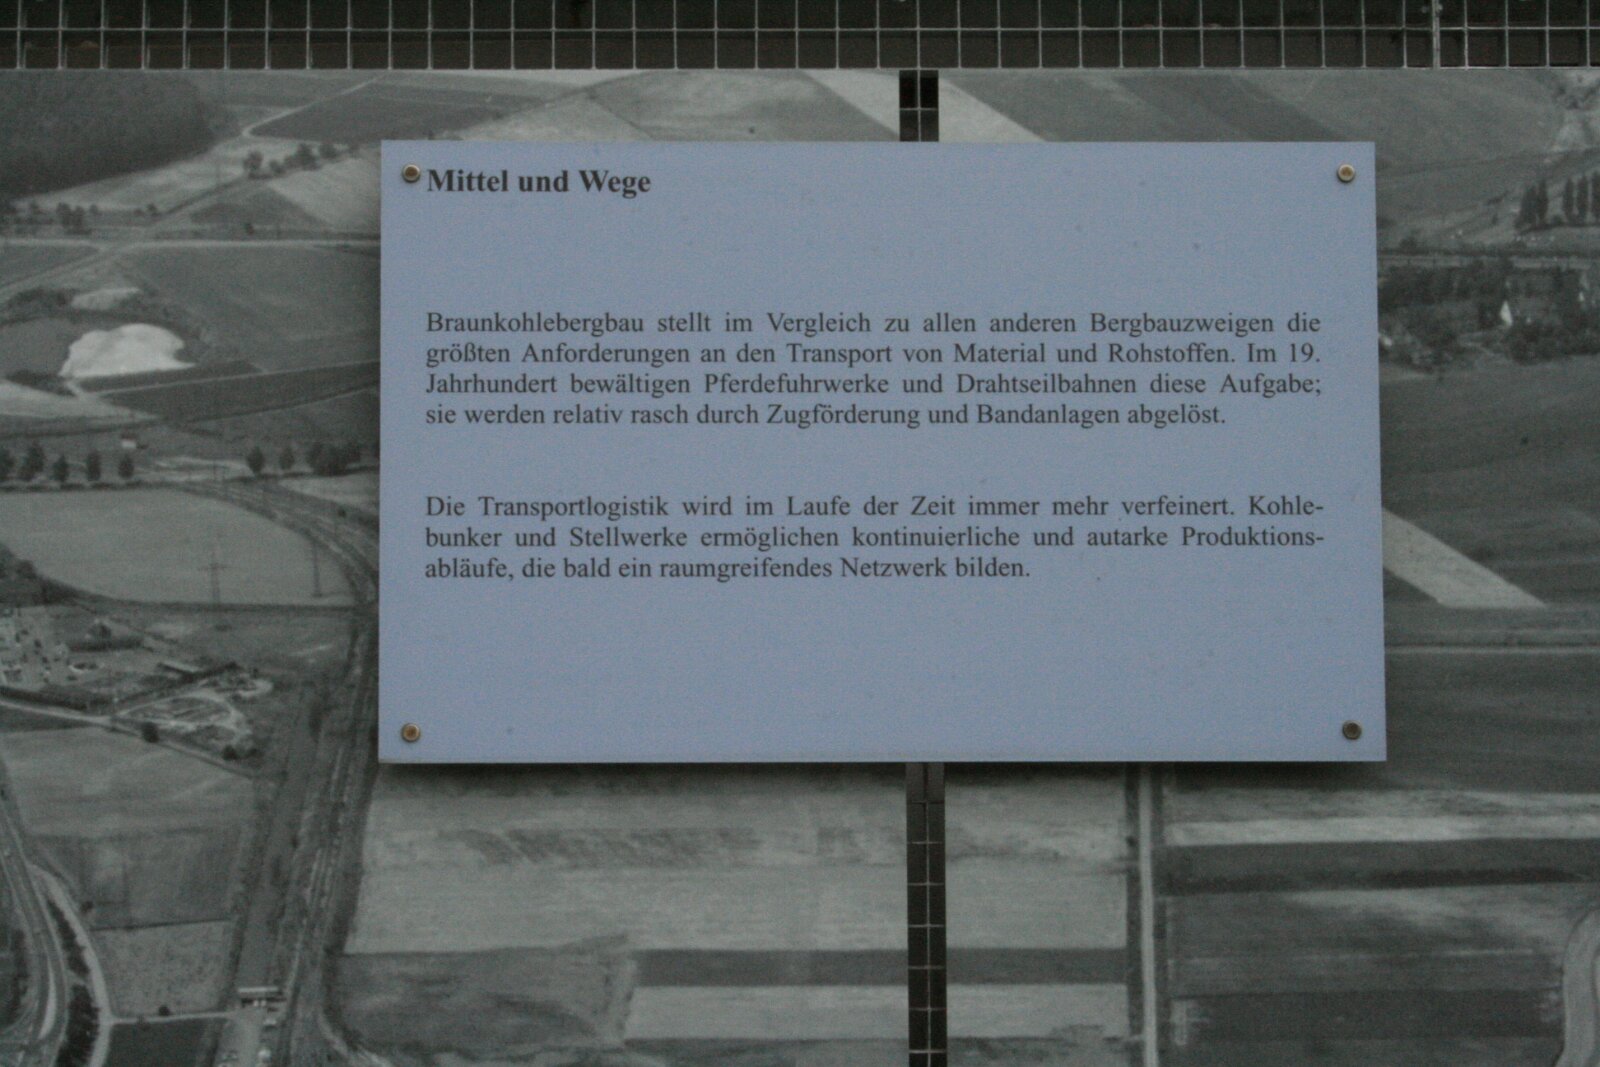 Mittel und Wege
Braunkohlebergbau stellt im Vergleich zu allen anderen Bergbauzweigen die
größten Anforderungen an den Transport von Material und Rohstoffen. Im 19.
Jahrhundert bewältigen Pferdefuhrwerke und Drahtseilbahnen diese Aufgabe;
sie werden relativ rasch durch Zugförderung und Bandanlagen abgelöst.
Die Transportlogistik wird im Laufe der Zeit immer mehr verfeinert. Kohle-
bunker und Stellwerke ermöglichen kontinuierliche und autarke Produktions-
abläufe, die bald ein raumgreifendes Netzwerk bilden.